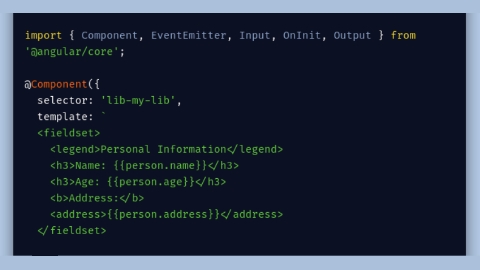 import { Component, EventEmitter, Input, OnInit, Output } from
'@angular/core';
@Component({
selector: 'lib-my-lib',
template: `
<fieldset>
<legend>Personal Information</legend>
<h3>Name: {{person.name}}</h3>
<h3>Age: {{person.age}}</h3>
<b>Address:</b>
<address>{{person.address}}</address>
</fieldset>